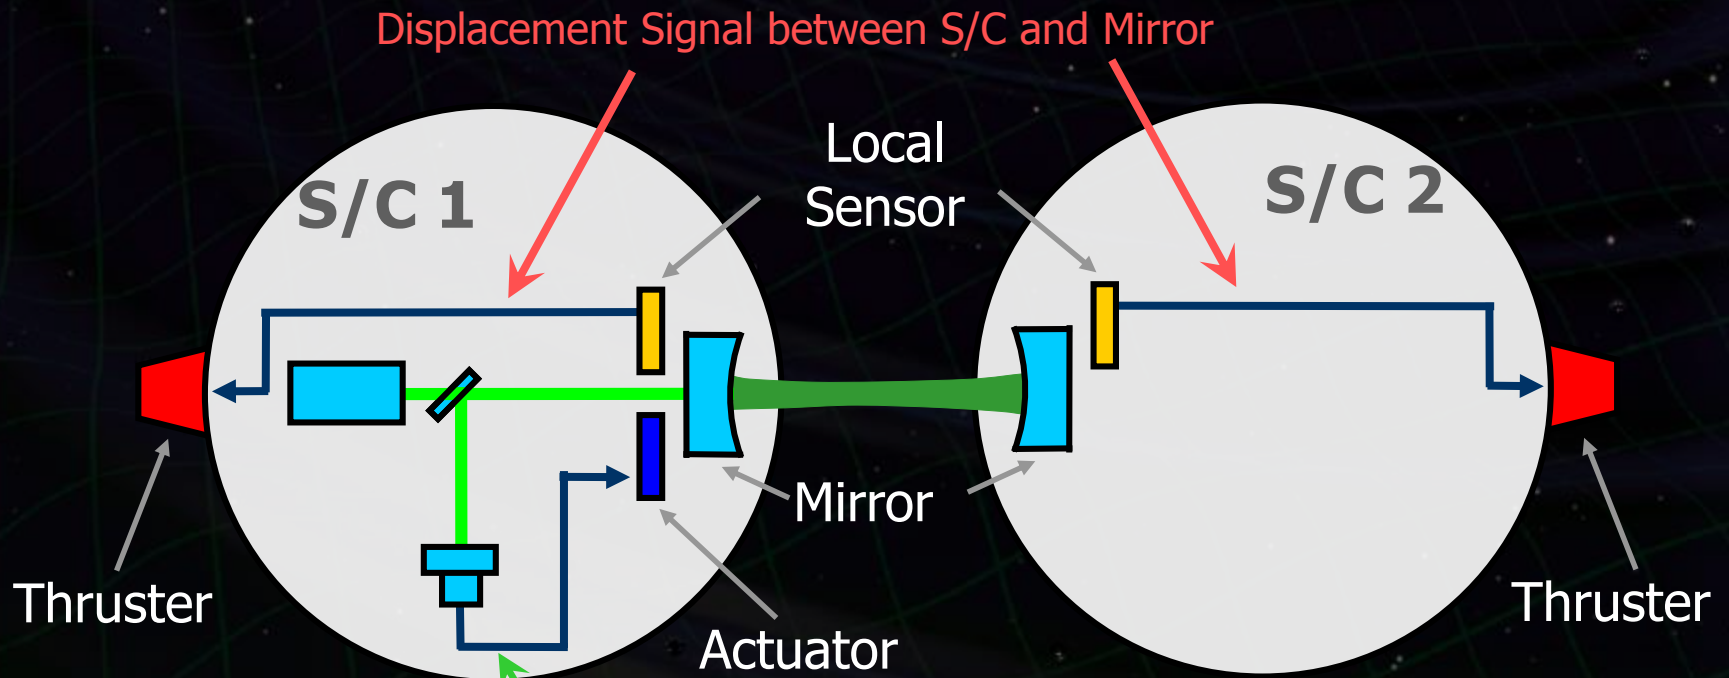 Displacement Signal between S/C and Mirror
Local
Sensor
S/C 1
S/C 2
Mirror
Thruster
Thruster
Actuator